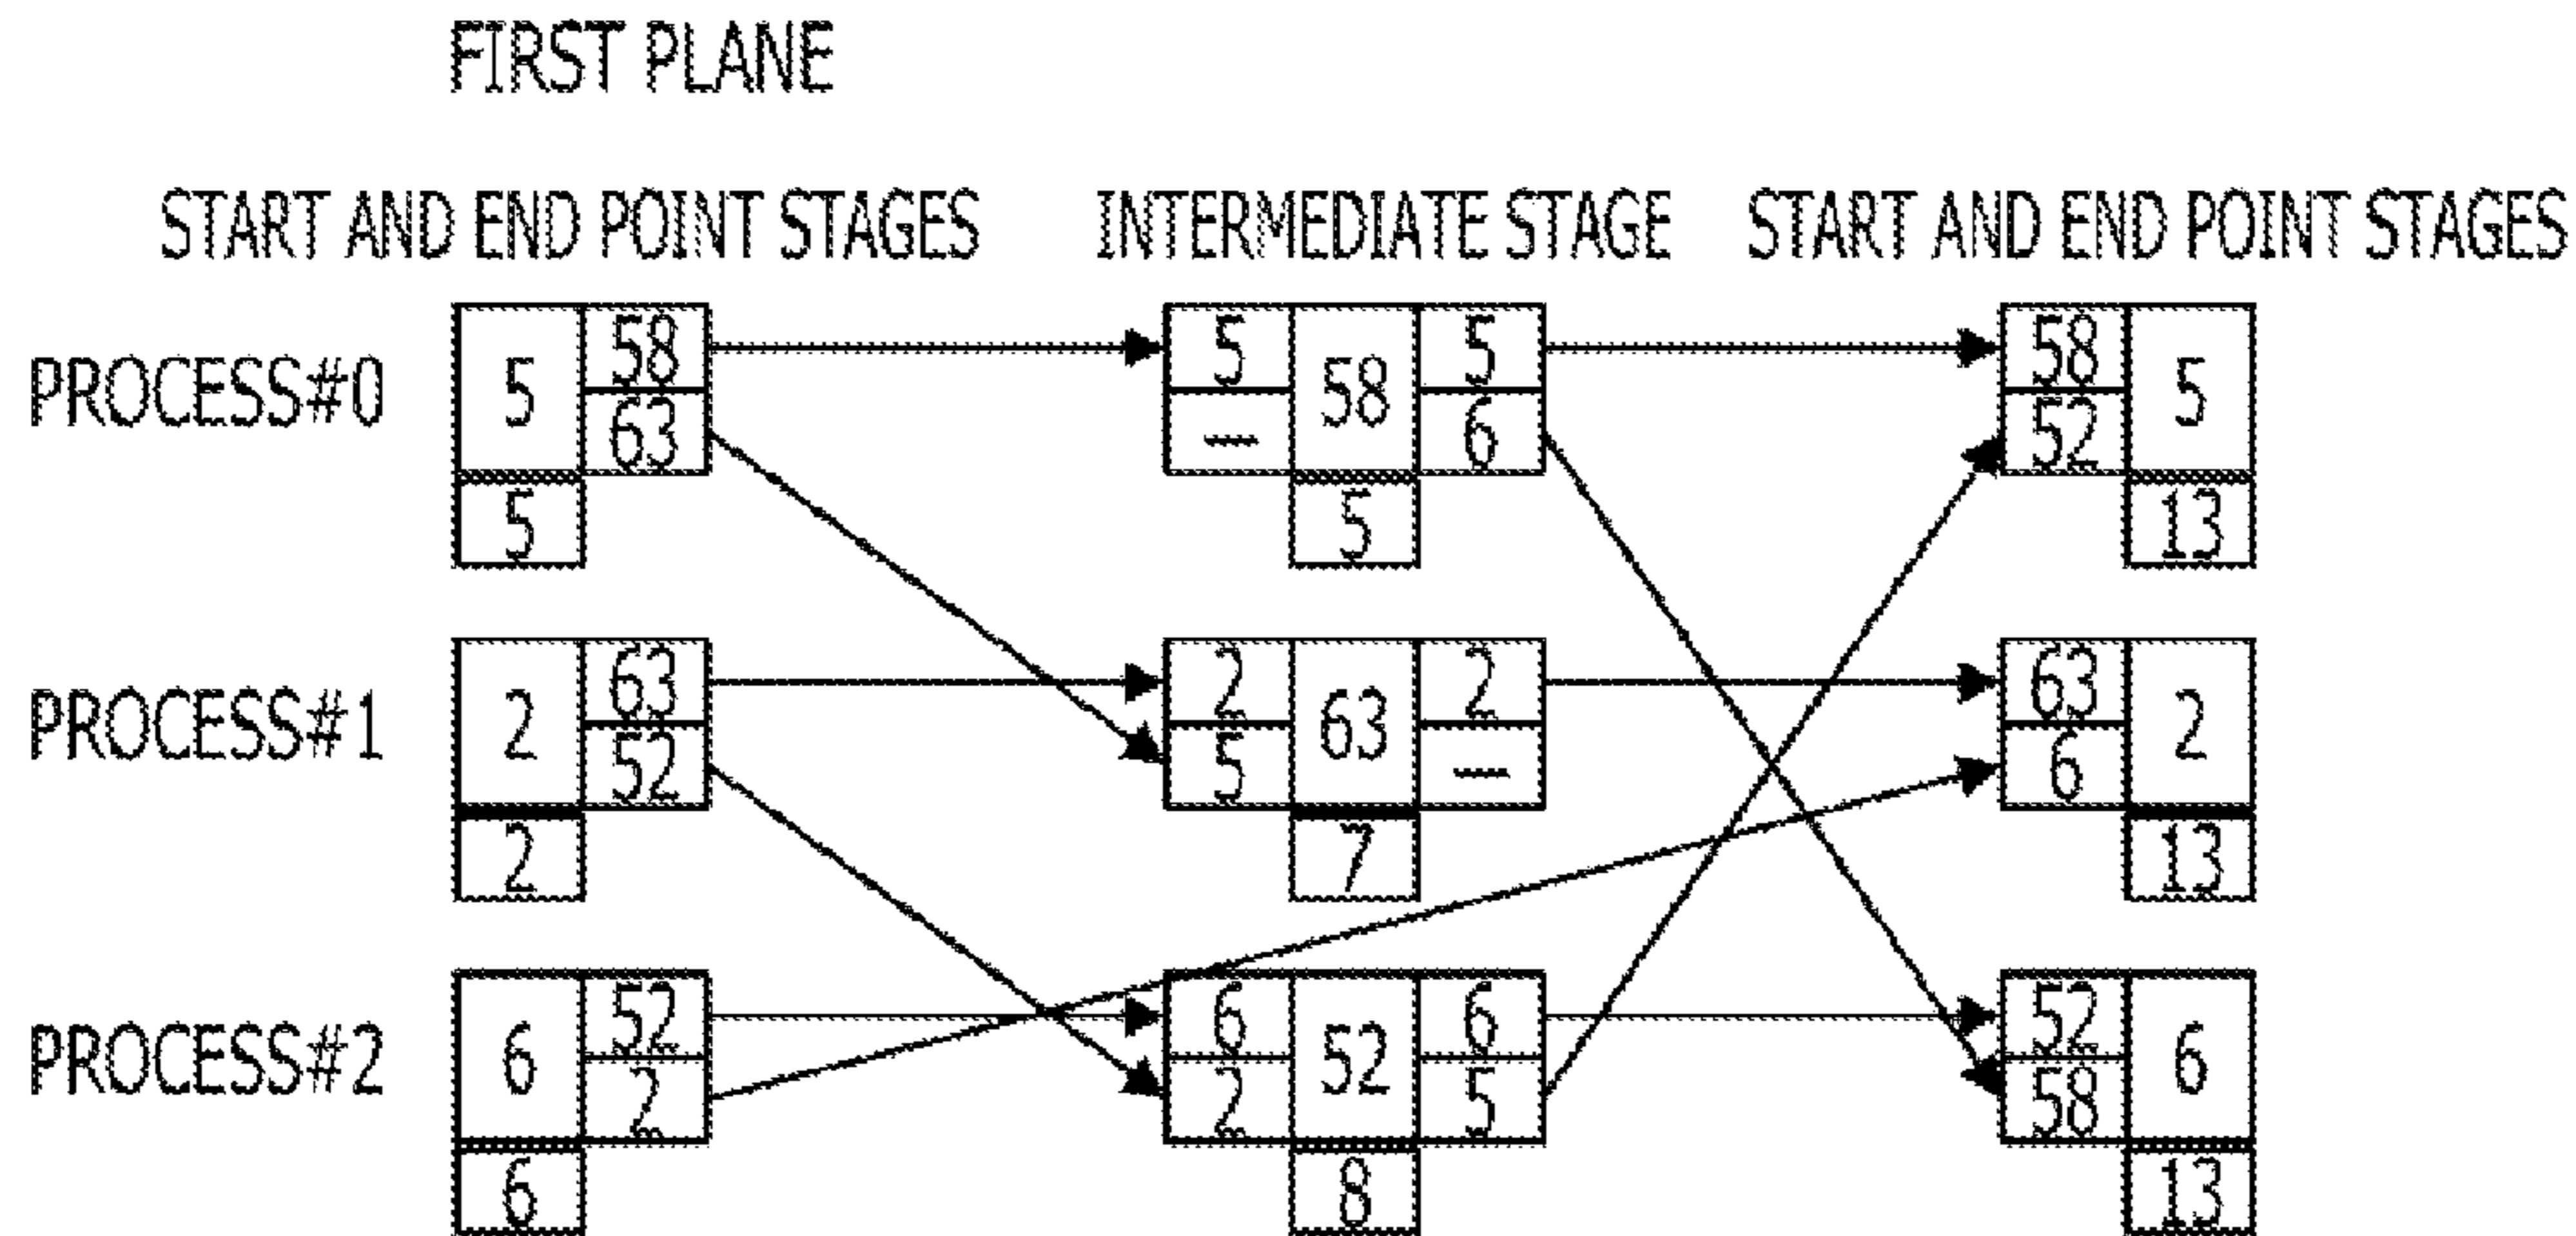 FIRST PLANE
START AND END POINT STAGES INTERMEDIATE STAGE START AND END POINT STAGES
PROCESS#0
5 58 5 58 5 58 5
63 — 6 52
5 5 13
PROCESS#1
2 63 2 63 2 63 2
52 5 — 6
2 7 13
PROCESS#2
6 52 6 52 6 52 6
2 2 5 58
6 8 13